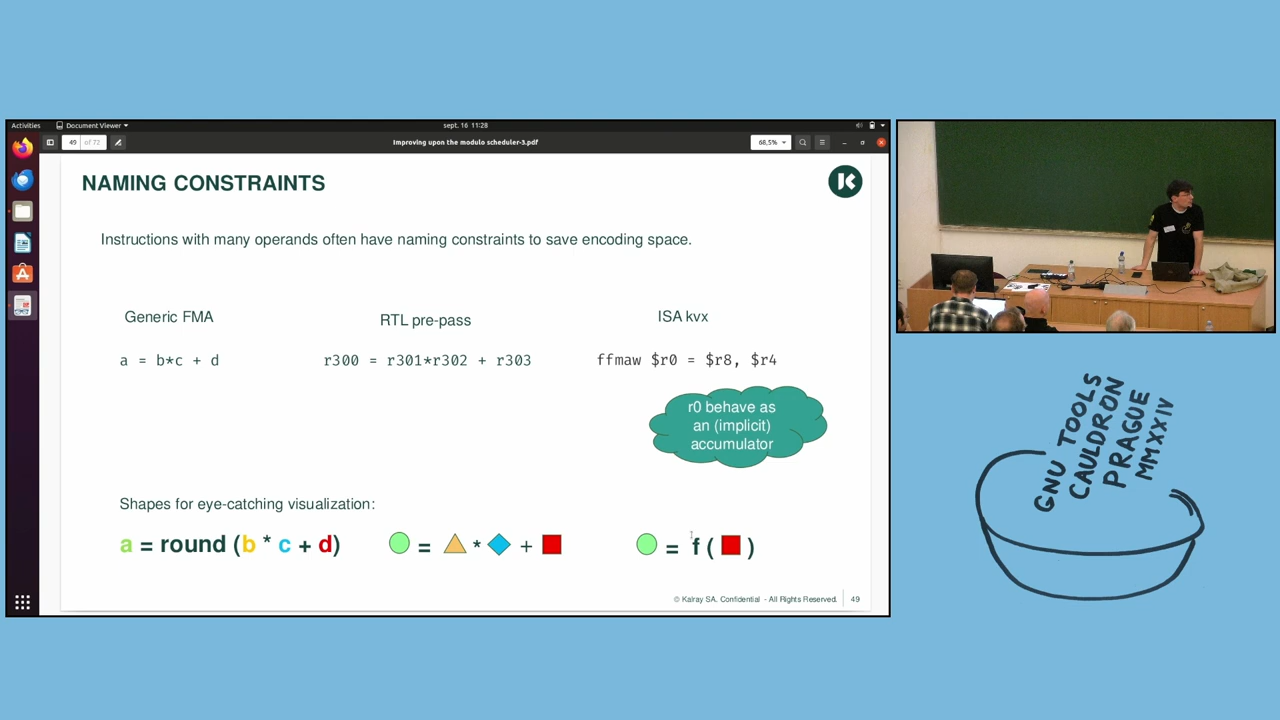 Activities
Document Viewer
sept. 16 11:28
49 of 72
Improving upon the modulo scheduler-3.pdf
68,5%
NAMING CONSTRAINTS
Instructions with many operands often have naming constraints to save encoding space.
Generic FMA
RTL pre-pass
ISA kvx
a = b*c + d
r300 = r301*r302 + r303
ffmaw $r0 = $r8, $r4
r0 behave as
an (implicit)
accumulator
Shapes for eye-catching visualization:
a = round (b * c + d)
= * +
= f ( )
© Kalray SA. Confidential - All Rights Reserved.
49
GNU TOOLS
CAULDRON
PRAGUE
MMXXIV